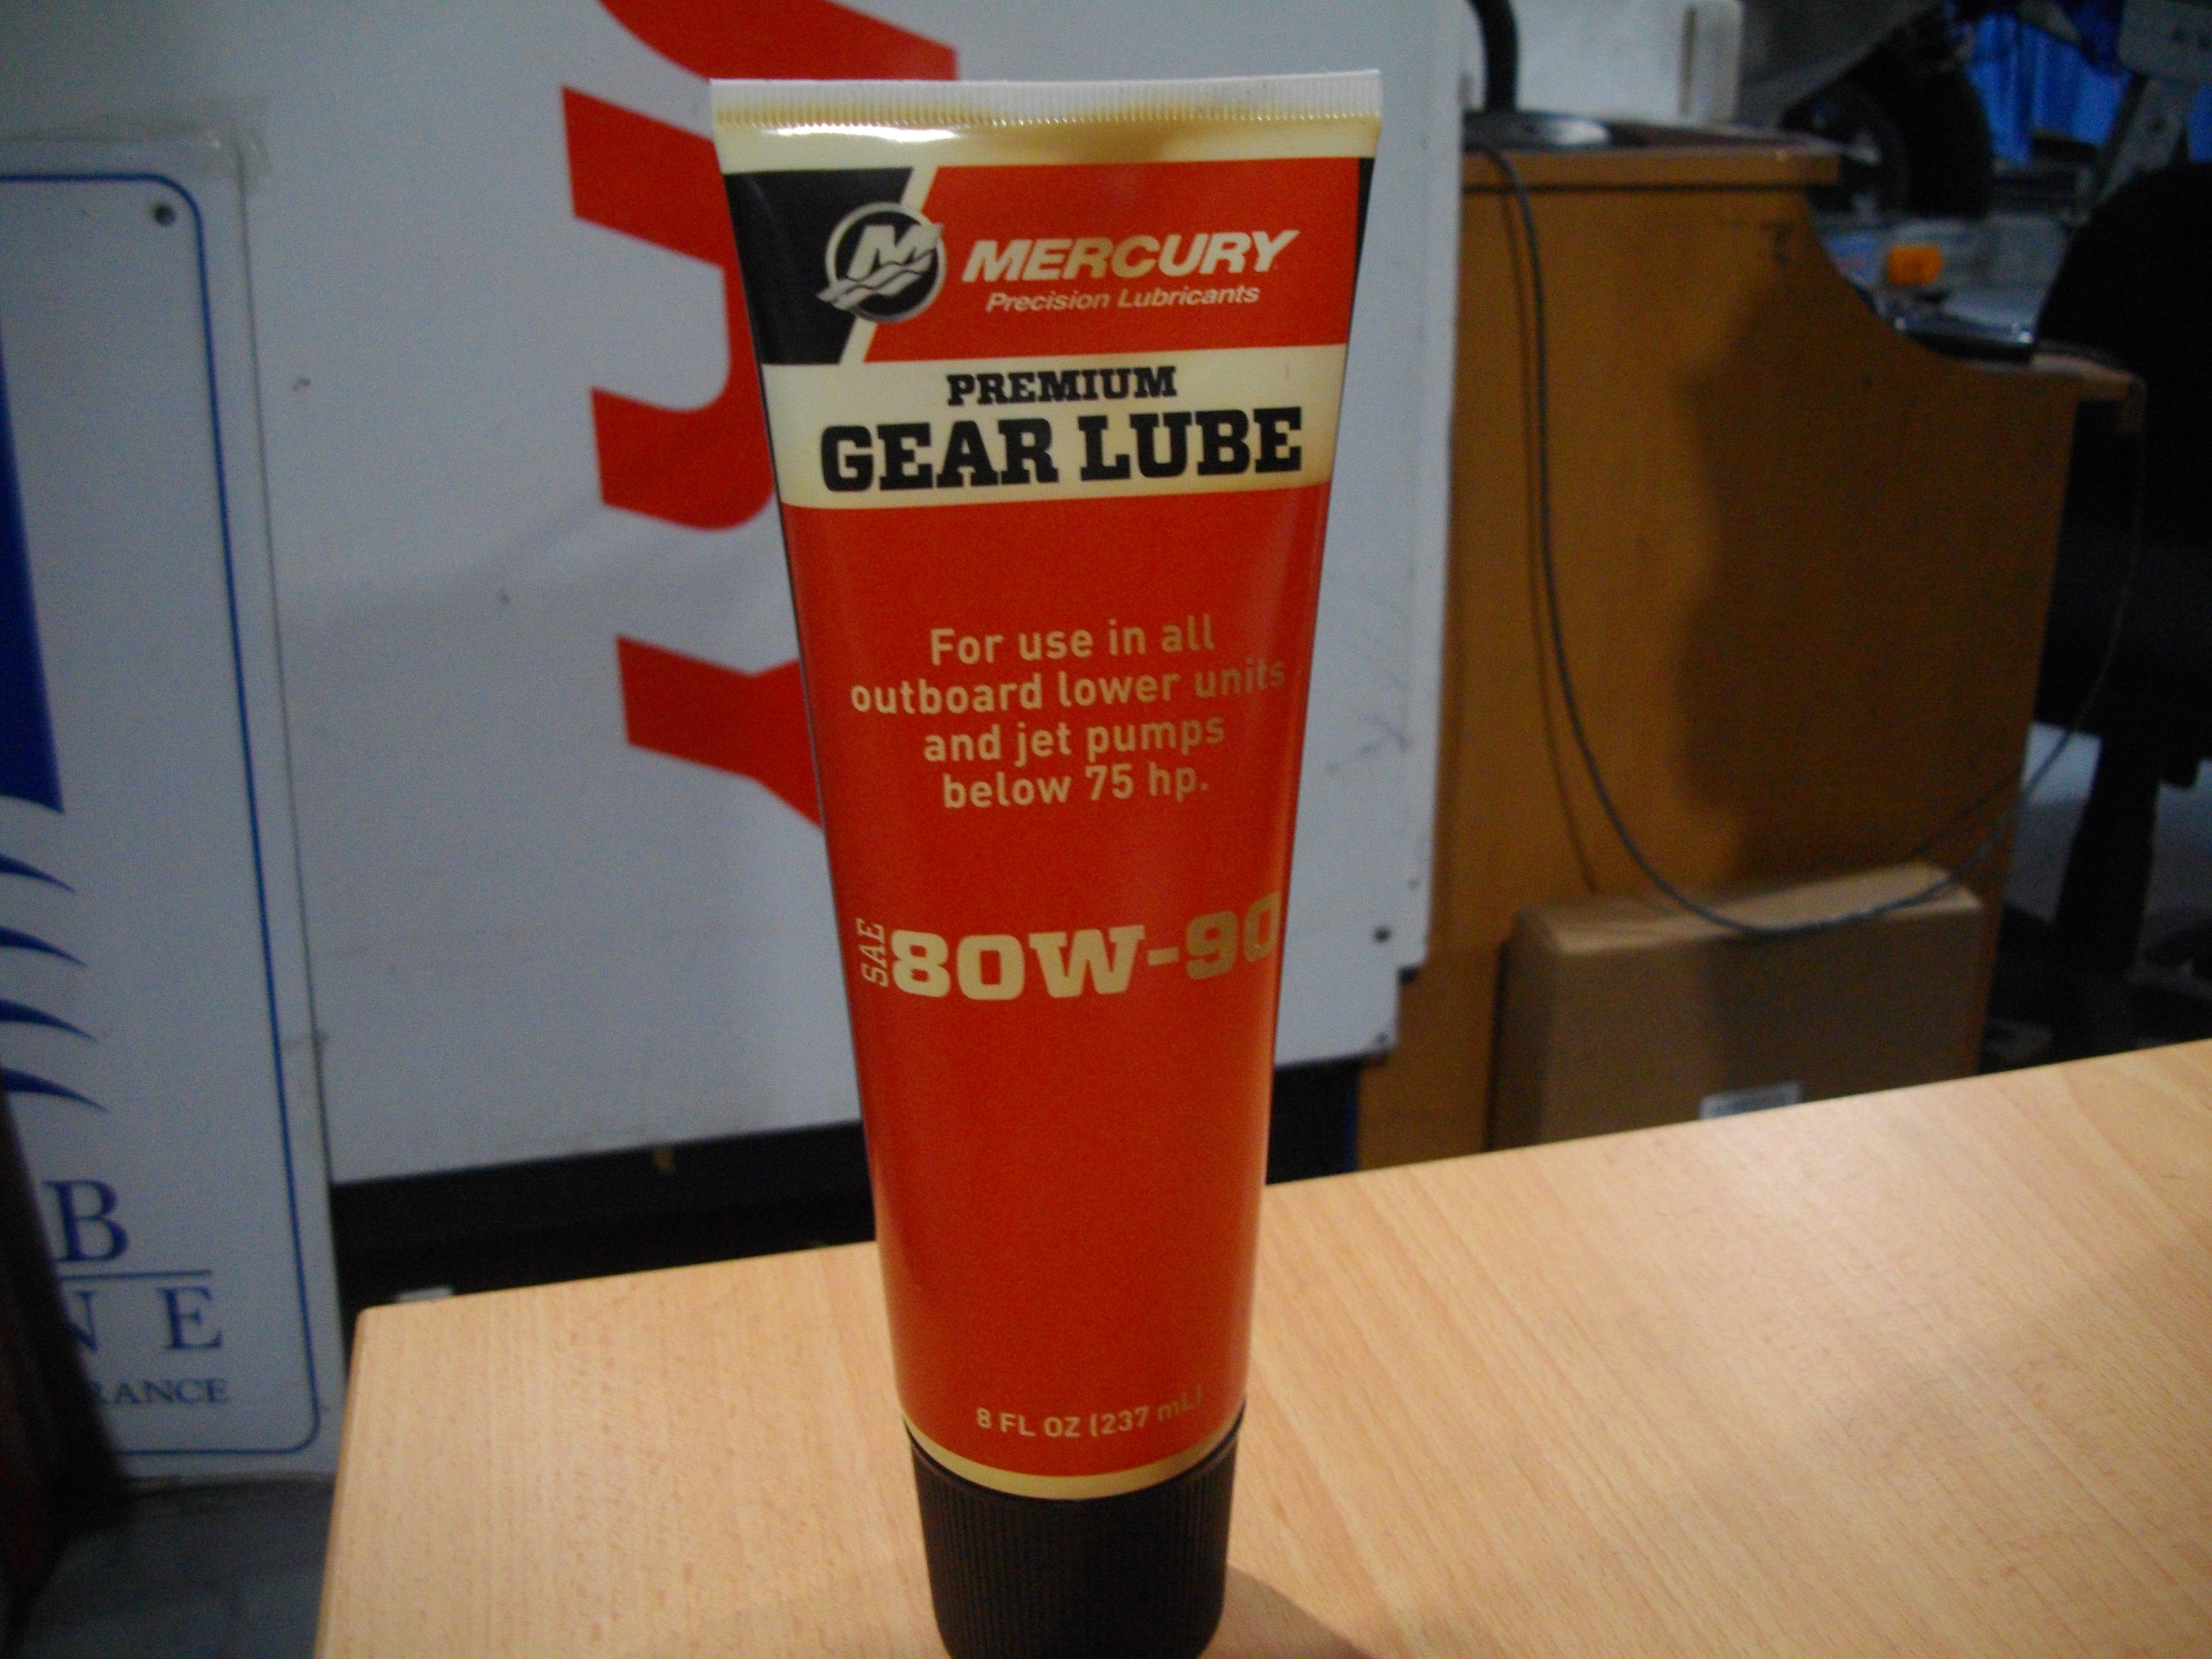 M
MERCURY
Precision Lubricants
PREMIUM
GEAR LUBE
For use in all
outboard lower units
and jet pumps
below 75 hp.
SAE 80W-90
8 FL OZ (237 mL)
B
N E
RANCE